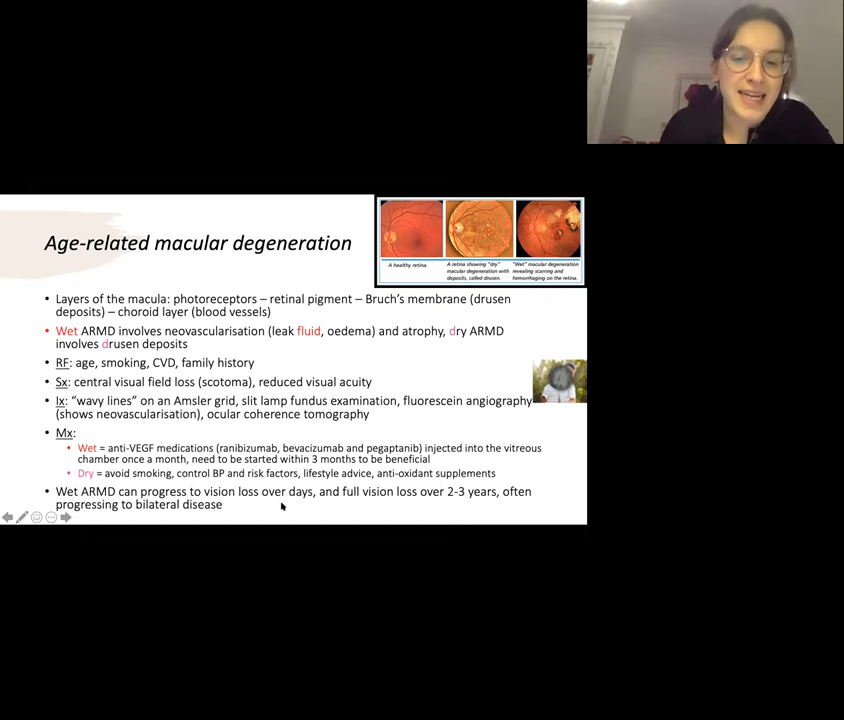 Age-related macular degeneration
A healthy retina.
A retina showing "dry"
macular degeneration with
deposits, called drusen.
"Wet" macular degeneration
revealing scarring and
hemorrhaging on the retina.
• Layers of the macula: photoreceptors – retinal pigment – Bruch's membrane (drusen
deposits) – choroid layer (blood vessels)
• Wet ARMD involves neovascularisation (leak fluid, oedema) and atrophy, dry ARMD
involves drusen deposits
• RF: age, smoking, CVD, family history
• Sx: central visual field loss (scotoma), reduced visual acuity
• Ix: "wavy lines" on an Amsler grid, slit lamp fundus examination, fluorescein angiography
(shows neovascularisation), ocular coherence tomography
• Mx:
• Wet = anti-VEGF medications (ranibizumab, bevacizumab and pegaptanib) injected into the vitreous
chamber once a month, need to be started within 3 months to be beneficial
• Dry = avoid smoking, control BP and risk factors, lifestyle advice, anti-oxidant supplements
• Wet ARMD can progress to vision loss over days, and full vision loss over 2-3 years, often
progressing to bilateral disease